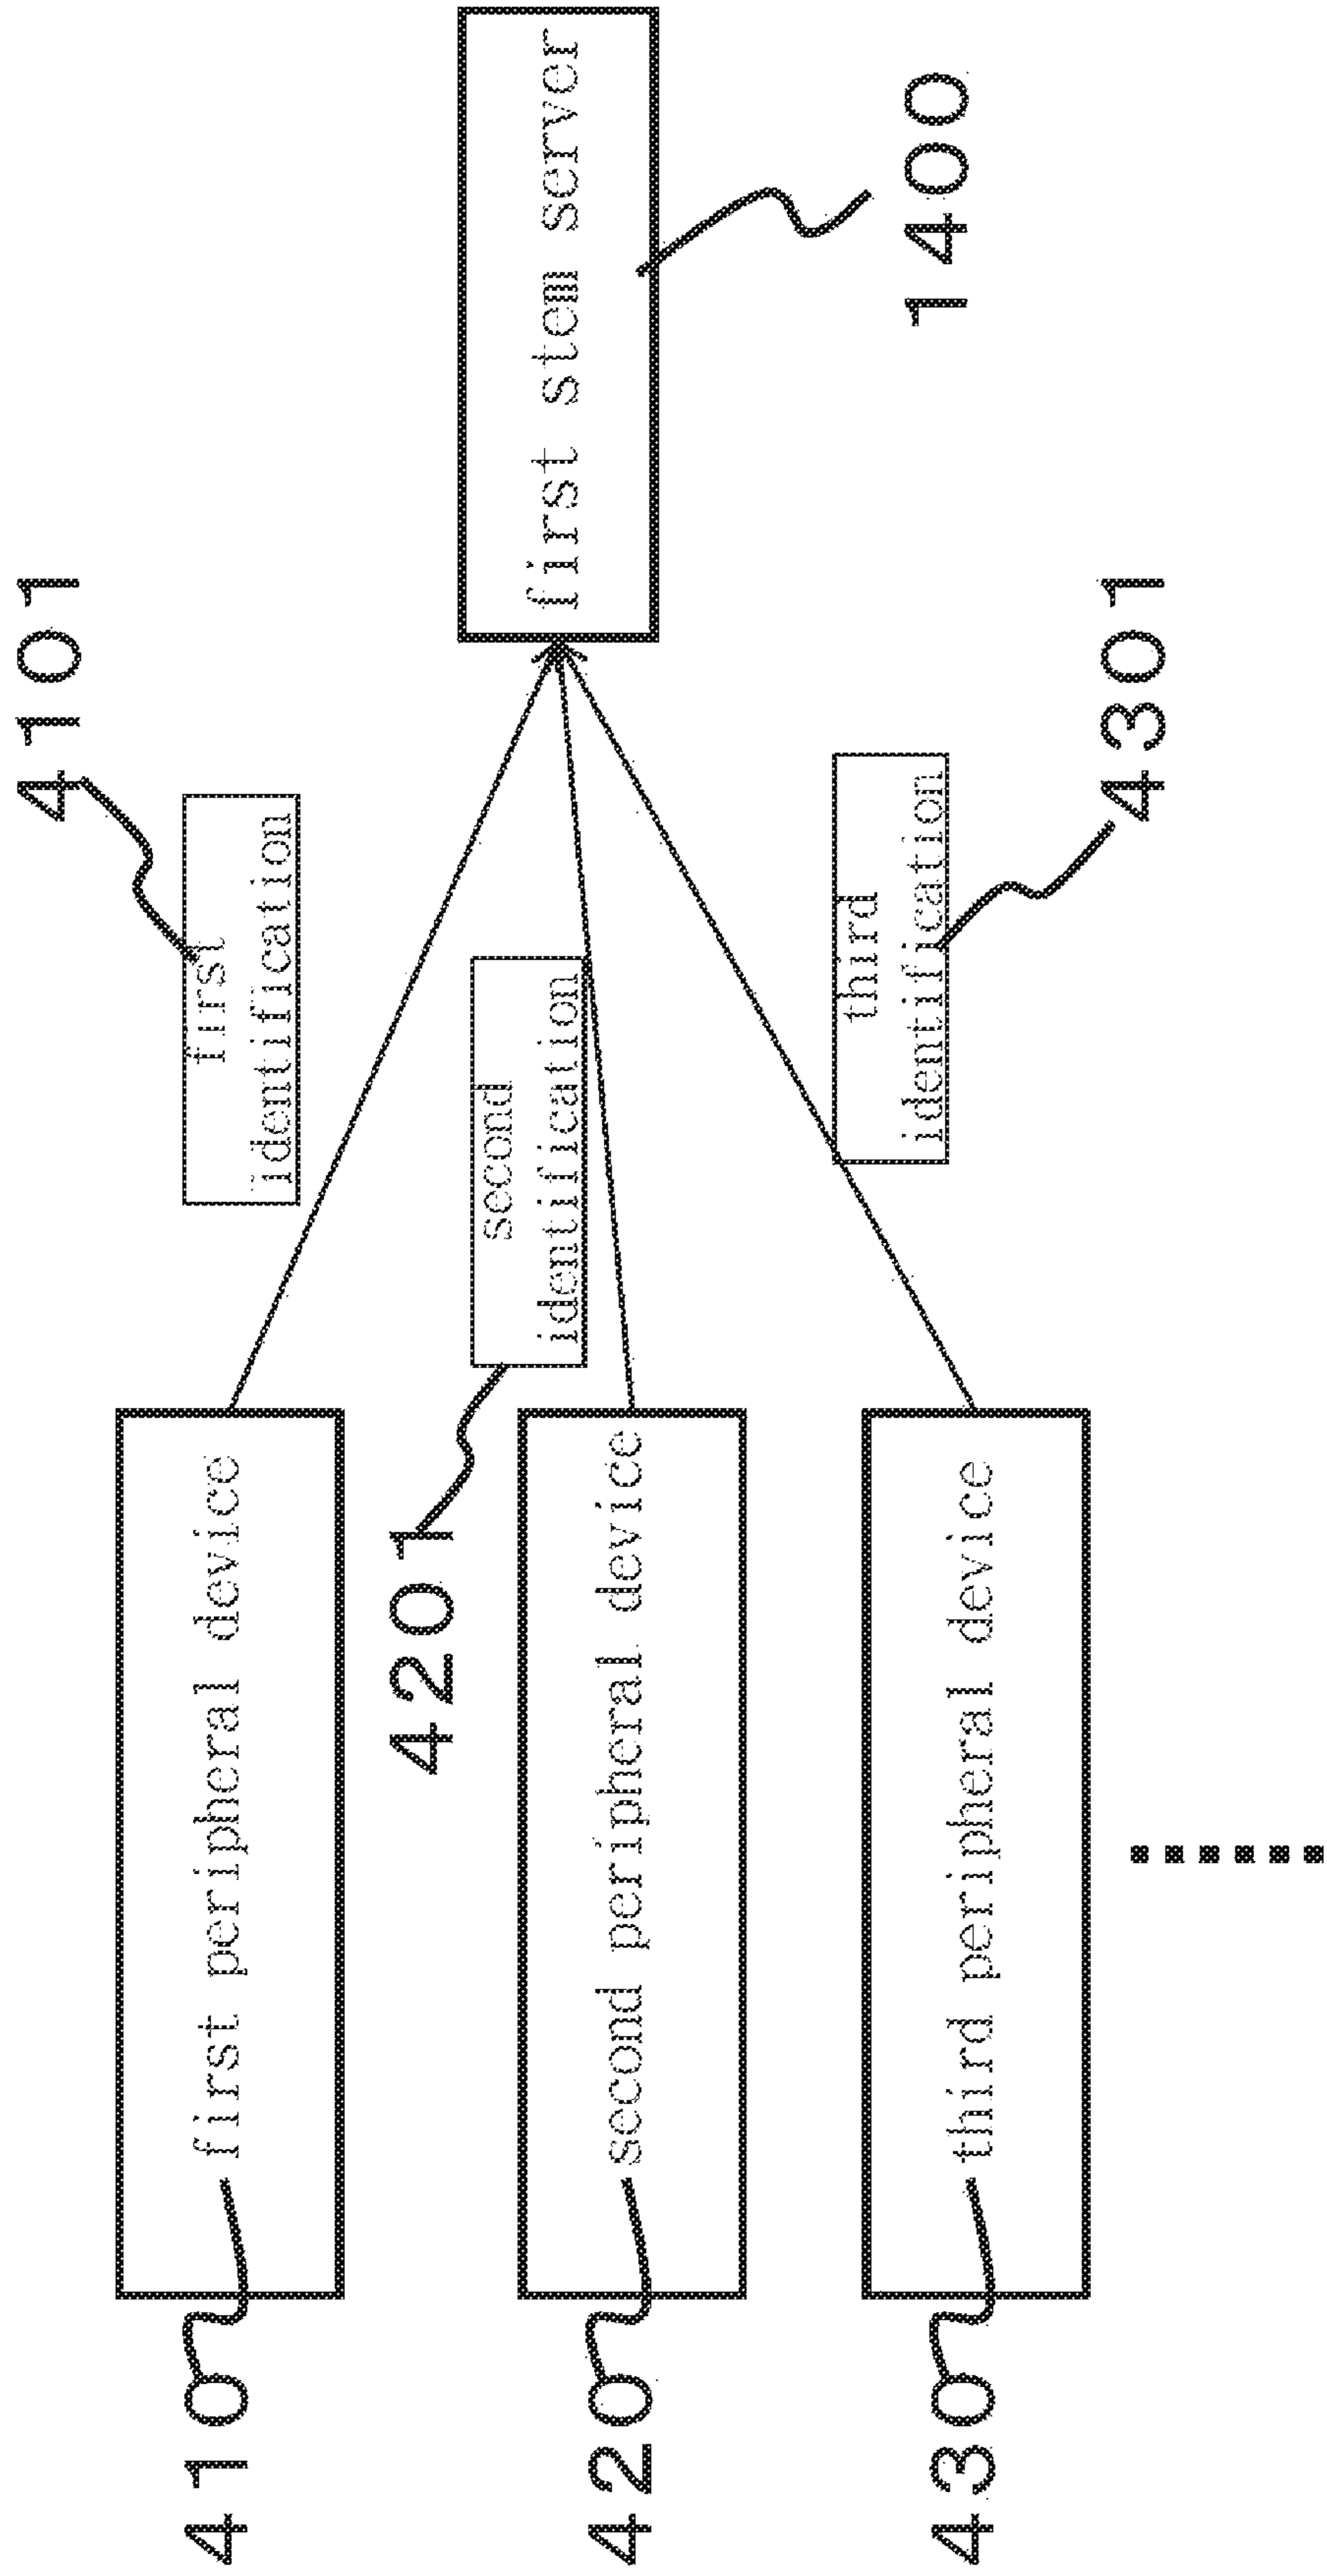 4101
first
identification
410
first peripheral device
4201
second
identification
first stem server
1400
420
second peripheral device
third
identification
4301
430
third peripheral device